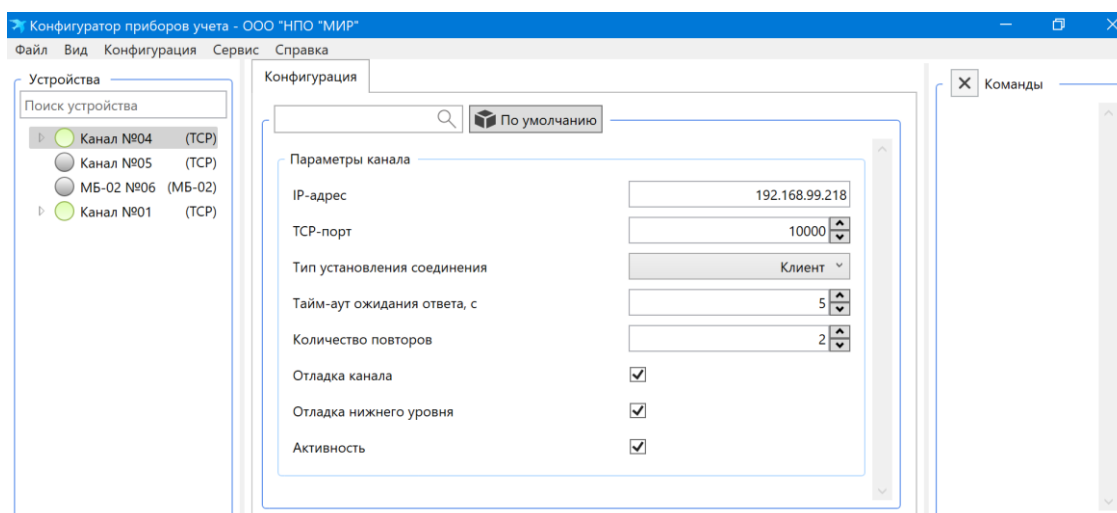 Конфигуратор приборов учета - ООО "НПО "МИР"
Файл Вид Конфигурация Сервис Справка
Устройства
Поиск устройства
Канал №04 (TCP)
Канал №05 (TCP)
МБ-02 №06 (МБ-02)
Канал №01 (TCP)
Конфигурация
По умолчанию
Параметры канала
IP-адрес 192.168.99.218
TCP-порт 10000
Тип установления соединения Клиент
Тайм-аут ожидания ответа, с 5
Количество повторов 2
Отладка канала
Отладка нижнего уровня
Активность
Команды